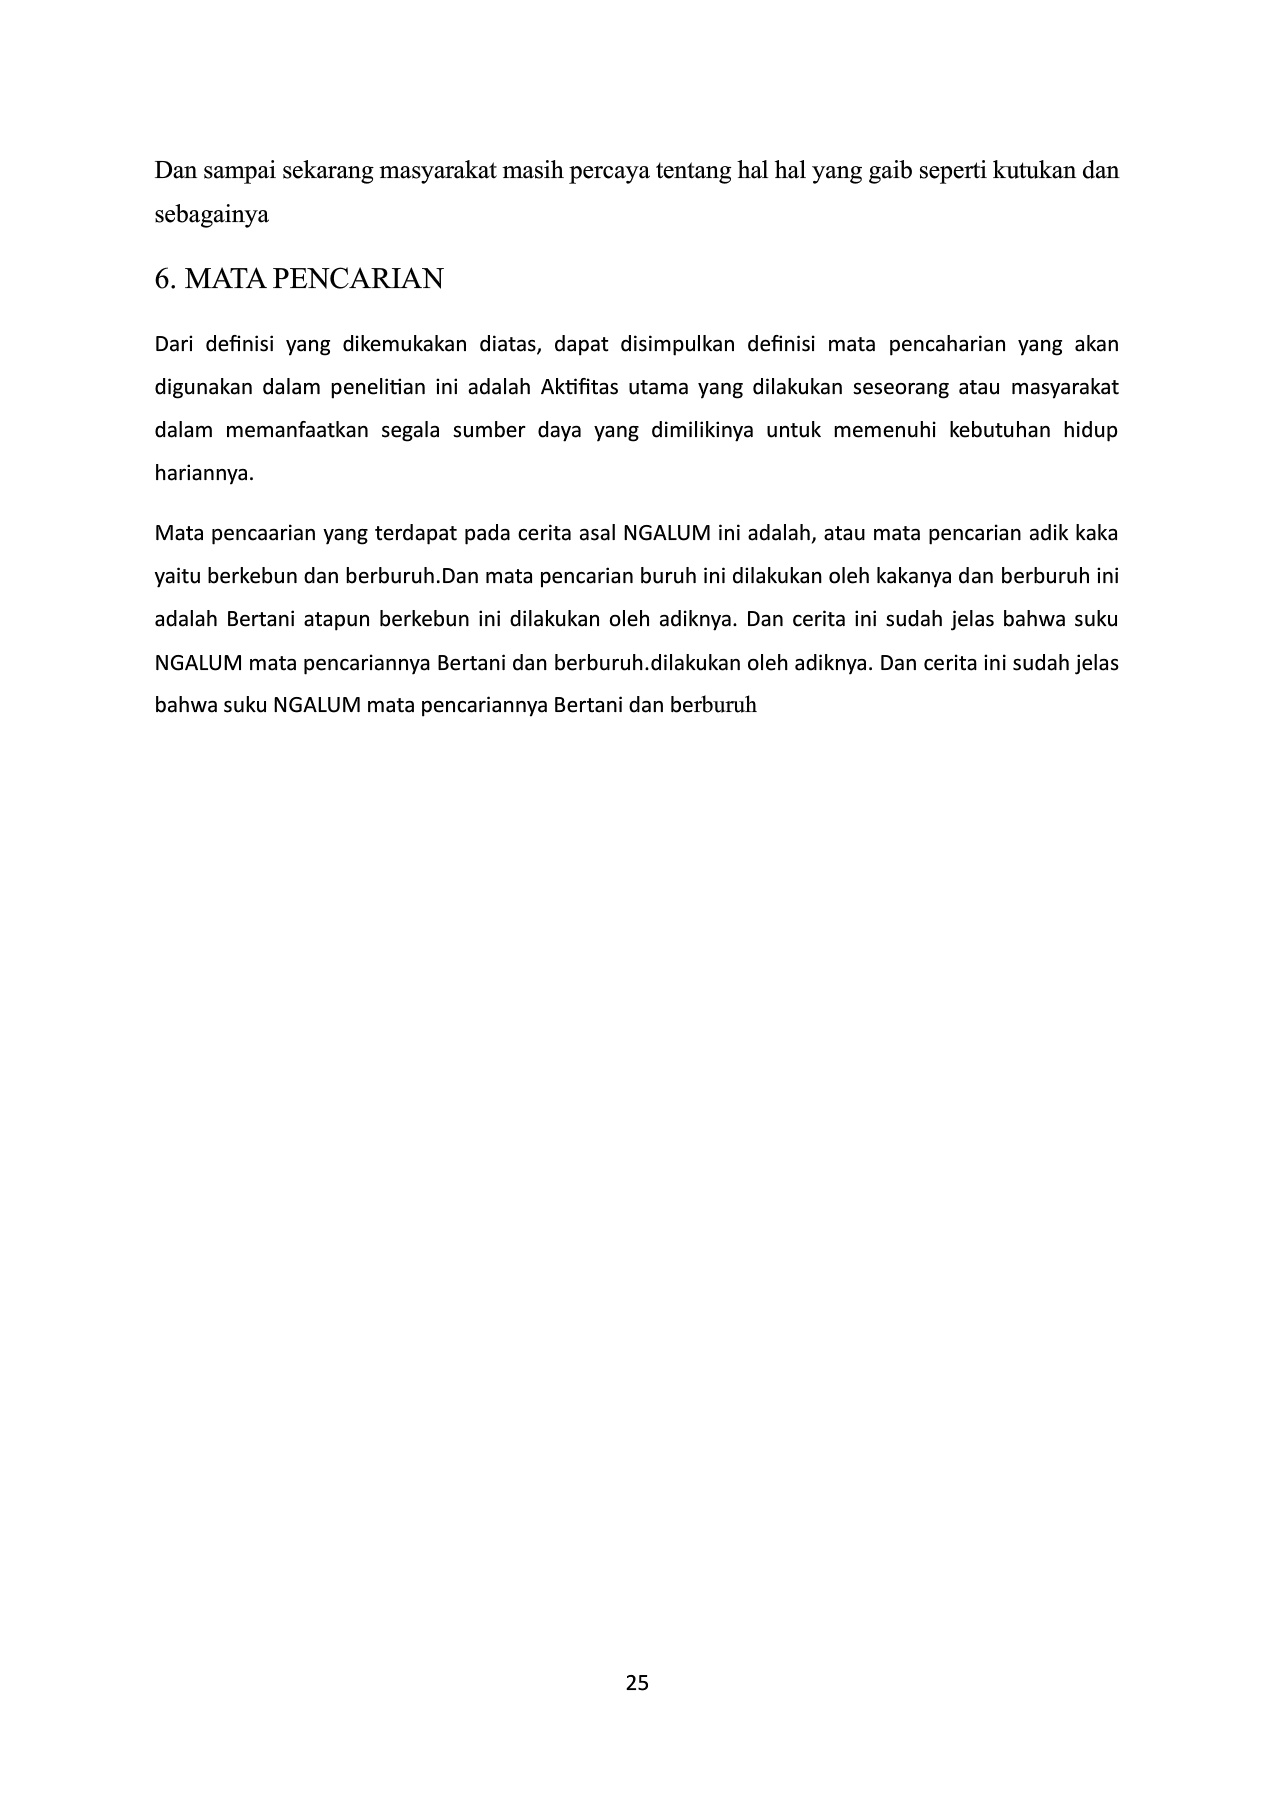 Dan sampai sekarang masyarakat masih percaya tentang hal hal yang gaib seperti kutukan dan
sebagainya
6. MATA PENCARIAN
Dari definisi yang dikemukakan diatas, dapat disimpulkan definisi mata pencaharian yang akan
digunakan dalam penelitian ini adalah Aktifitas utama yang dilakukan seseorang atau masyarakat
dalam memanfaatkan segala sumber daya yang dimilikinya untuk memenuhi kebutuhan hidup
hariannya.
Mata pencaarian yang terdapat pada cerita asal NGALUM ini adalah, atau mata pencarian adik kaka
yaitu berkebun dan berburuh.Dan mata pencarian buruh ini dilakukan oleh kakanya dan berburuh ini
adalah Bertani atapun berkebun ini dilakukan oleh adiknya. Dan cerita ini sudah jelas bahwa suku
NGALUM mata pencariannya Bertani dan berburuh.dilakukan oleh adiknya. Dan cerita ini sudah jelas
bahwa suku NGALUM mata pencariannya Bertani dan berburuh
25